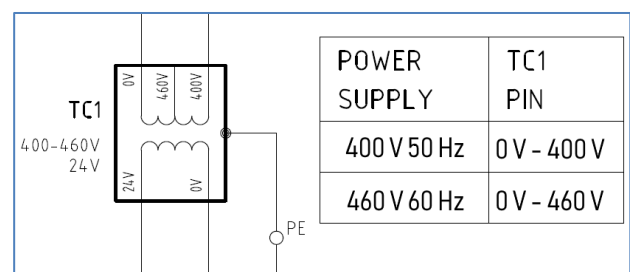 0V
460V
400V
TC1
400-460V
24V
24V
0V
PE
POWER SUPPLY
TC1 PIN
400 V 50 Hz
0 V - 400 V
460 V 60 Hz
0 V - 460 V